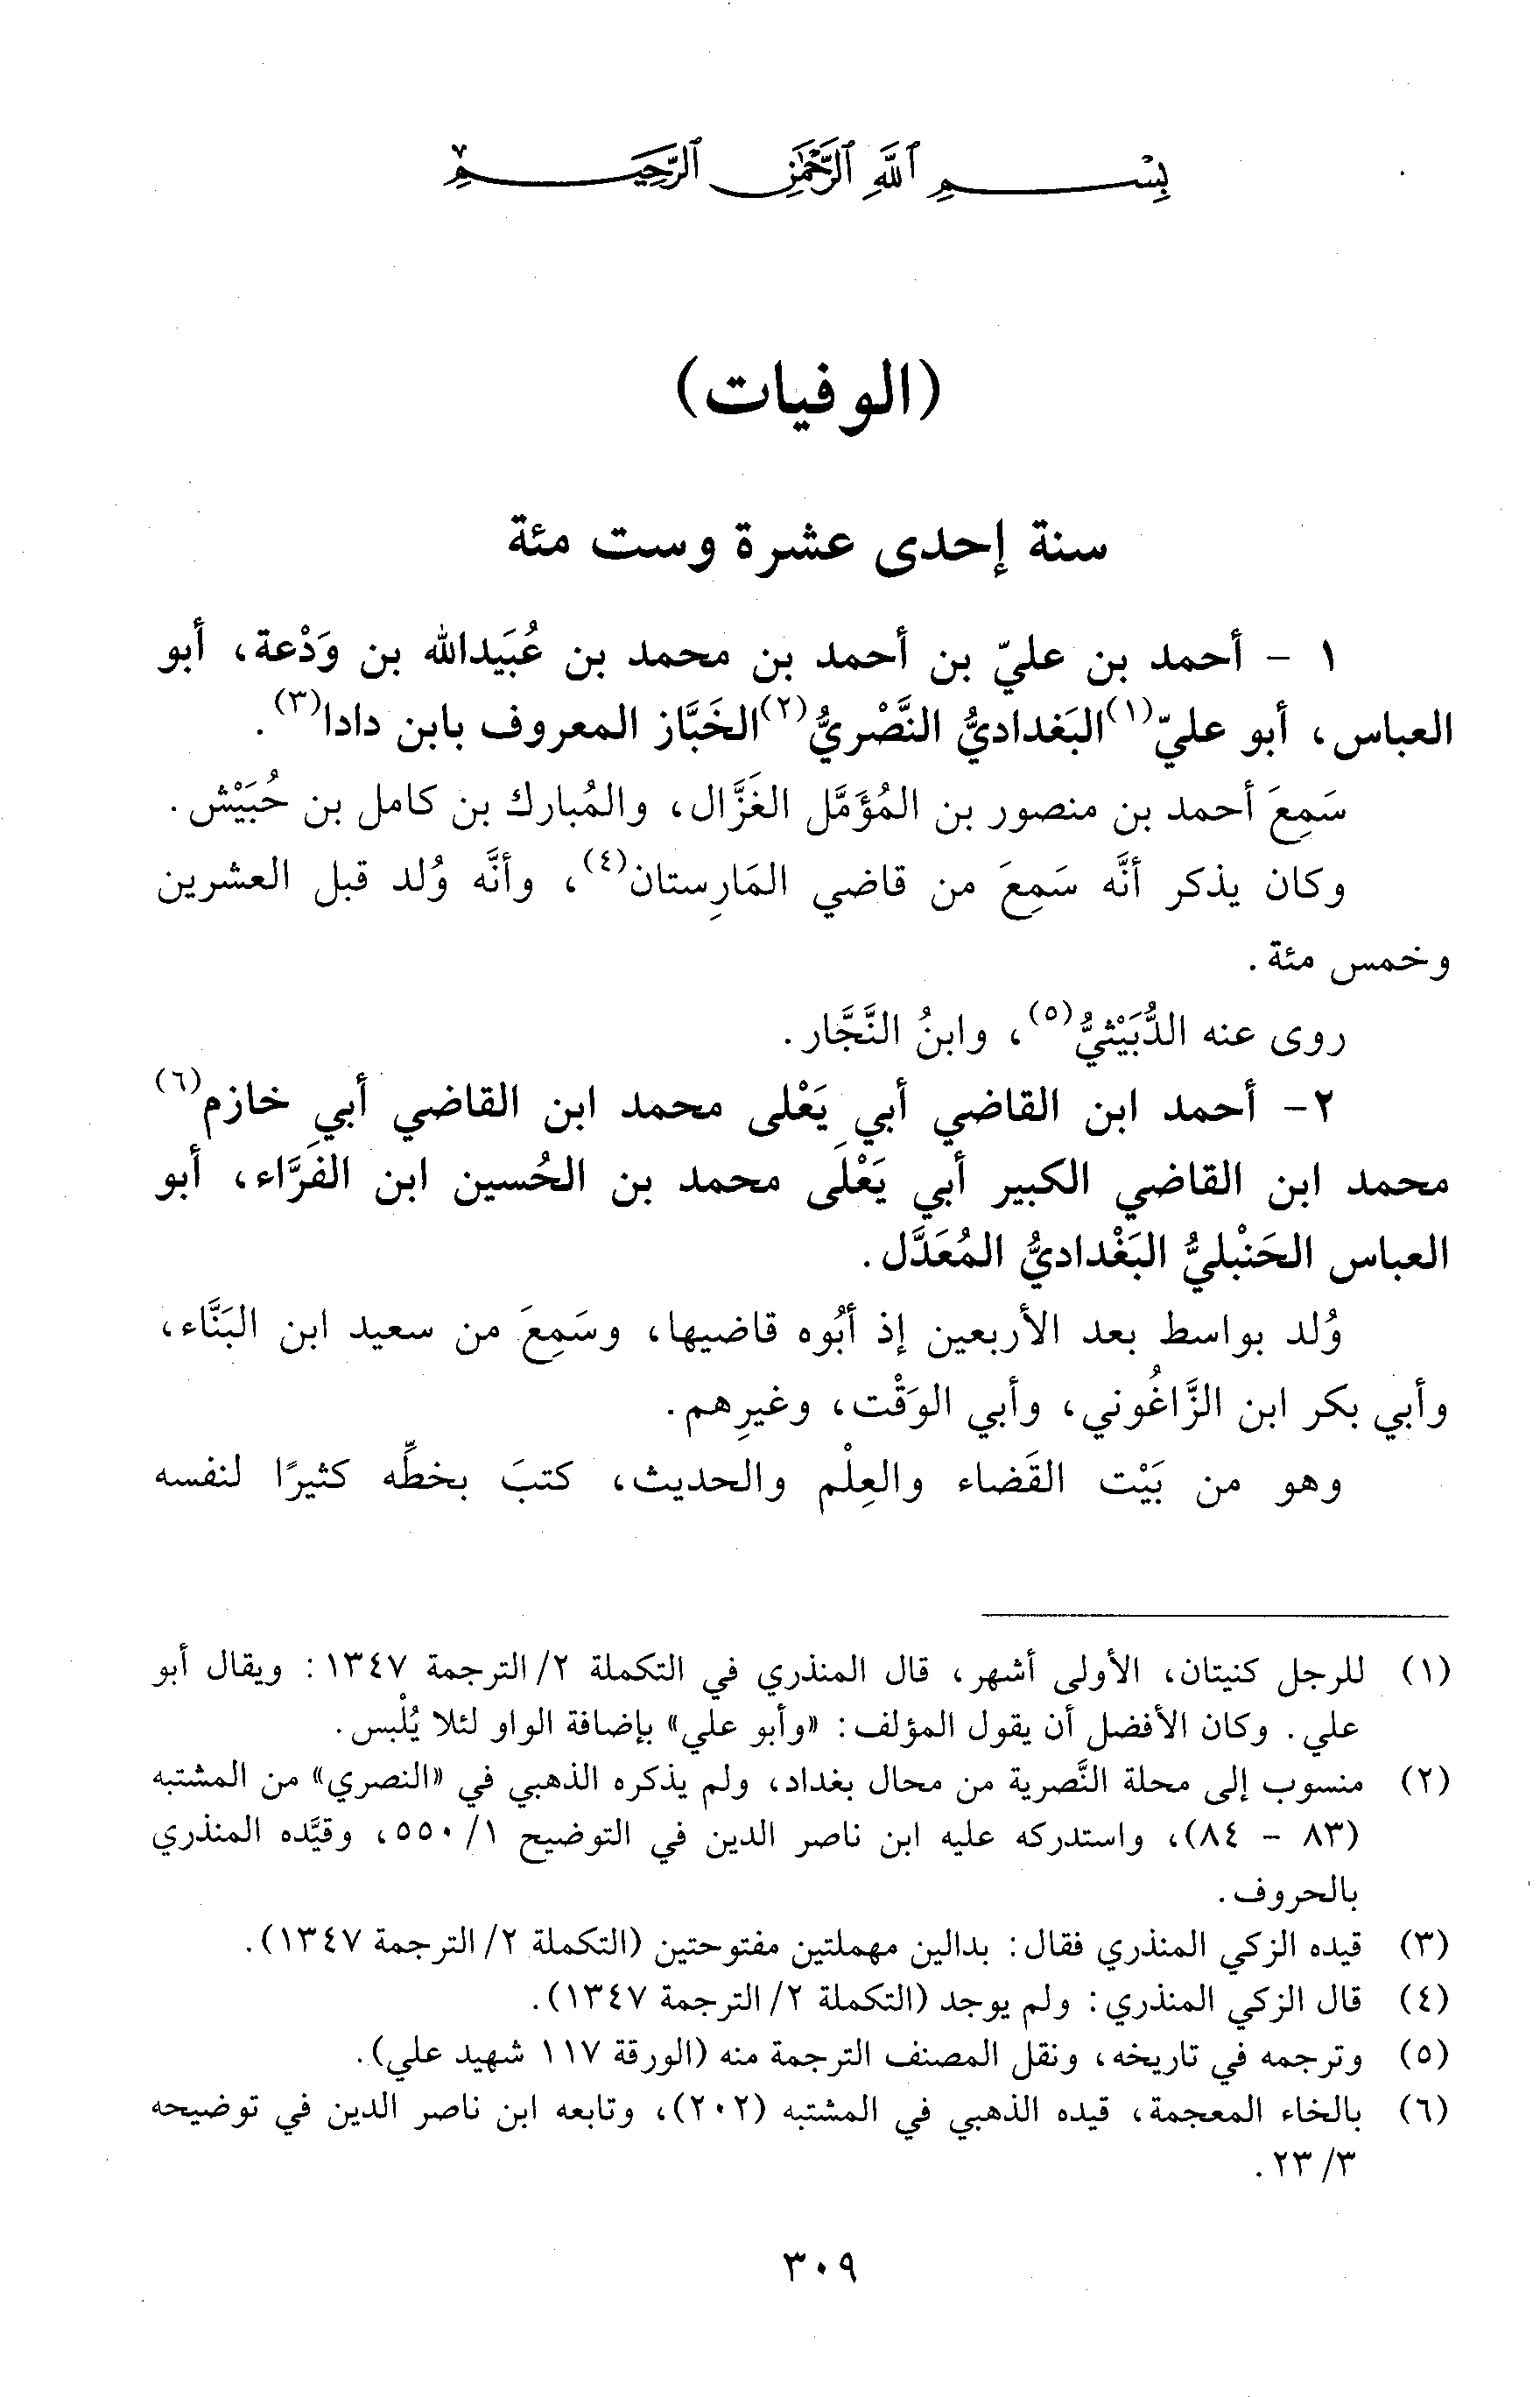 بِسْمِ ٱللَّهِ ٱلرَّحْمَٰنِ ٱلرَّحِيمِ
(الوفيات)
سنة إحدى عشرة وست مئة
١ - أحمد بن عليّ بن أحمد بن محمد بن عُبَيدالله بن وَدْعة، أبو
العباس، أبو عليّ(١) البَغداديُّ النَّصْريُّ(٢) الخَبَّاز المعروف بابن دادا(٣).
سَمِعَ أحمد بن منصور بن المُؤَمَّل الغَزَّال، والمُبارك بن كامل بن حُبَيْش.
وكان يذكر أنَّه سَمِعَ من قاضي المَارِستان(٤)، وأنَّه وُلد قبل العشرين
وخمس مئة.
روى عنه الدُّبَيْثيُّ(٥)، وابنُ النَّجَّار.
٢- أحمد ابن القاضي أبي يَعْلى محمد ابن القاضي أبي خازم(٦)
محمد ابن القاضي الكبير أبي يَعْلَى محمد بن الحُسين ابن الفَرَّاء، أبو
العباس الحَنْبليُّ البَغْداديُّ المُعَدَّل.
وُلد بواسط بعد الأربعين إذ أبُوه قاضيها، وسَمِعَ من سعيد ابن البَنَّاء،
وأبي بكر ابن الزَّاغُوني، وأبي الوَقْت، وغيرِهم.
وهو من بَيْت القَضاء والعِلْم والحديث، كتبَ بخطِّه كثيرًا لنفسه
(١) للرجل كنيتان، الأولى أشهر، قال المنذري في التكملة ٢/ الترجمة ١٣٤٧: ويقال أبو
علي. وكان الأفضل أن يقول المؤلف: «وأبو علي» بإضافة الواو لئلا يُلْبس.
(٢) منسوب إلى محلة النَّصرية من محال بغداد، ولم يذكره الذهبي في «النصري» من المشتبه
(٨٣ - ٨٤)، واستدركه عليه ابن ناصر الدين في التوضيح ١/ ٥٥٠، وقيَّده المنذري
بالحروف.
(٣) قيده الزكي المنذري فقال: بدالين مهملتين مفتوحتين (التكملة ٢/ الترجمة ١٣٤٧).
(٤) قال الزكي المنذري: ولم يوجد (التكملة ٢/ الترجمة ١٣٤٧).
(٥) وترجمه في تاريخه، ونقل المصنف الترجمة منه (الورقة ١١٧ شهيد علي).
(٦) بالخاء المعجمة، قيده الذهبي في المشتبه (٢٠٢)، وتابعه ابن ناصر الدين في توضيحه
٣/ ٢٣.
٣٠٩